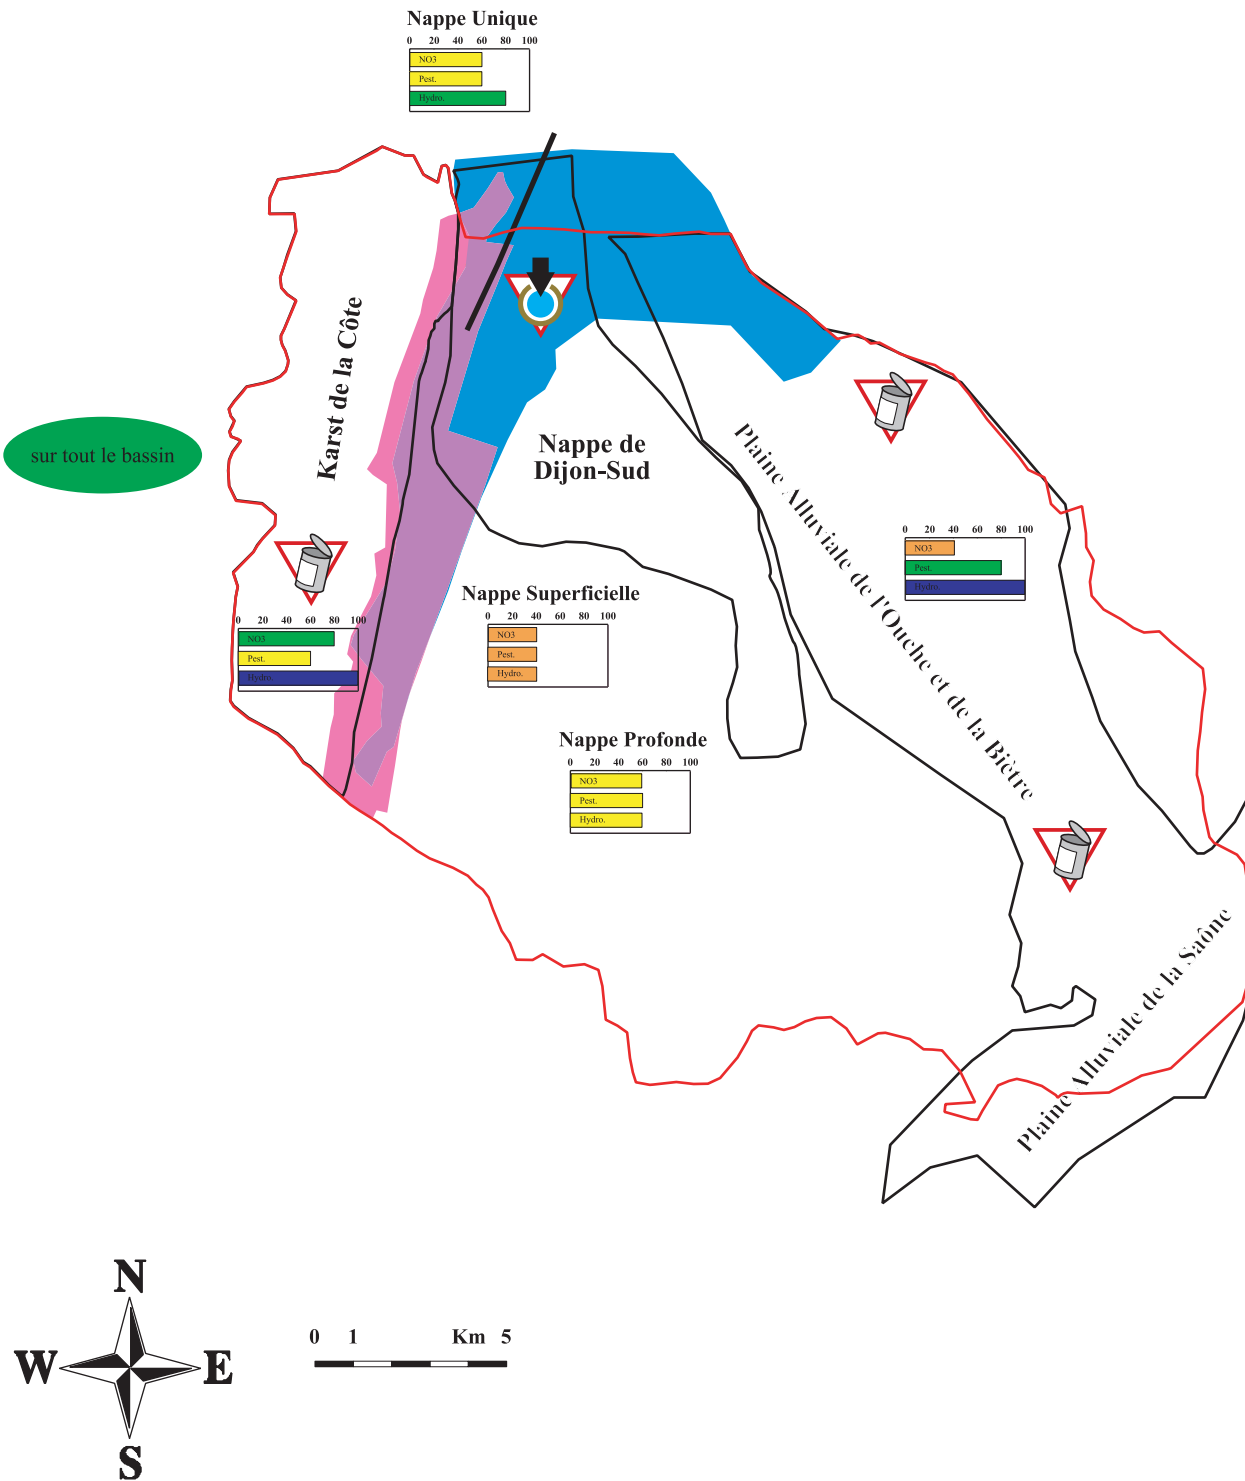 Nappe Unique
0 20 40 60 80 100
NO3
Pest.
Hydro.
Karst de la Côte
sur tout le bassin
Nappe de
Dijon-Sud
Plaine Alluviale de l'Ouche et de la Biètre
0 20 40 60 80 100
NO3
Pest.
Hydro.
Nappe Superficielle
0 20 40 60 80 100
NO3
Pest.
Hydro.
0 20 40 60 80 100
NO3
Pest.
Hydro.
Nappe Profonde
0 20 40 60 80 100
NO3
Pest.
Hydro.
Plaine Alluviale de la Saône
N
W E
S
0 1 Km 5